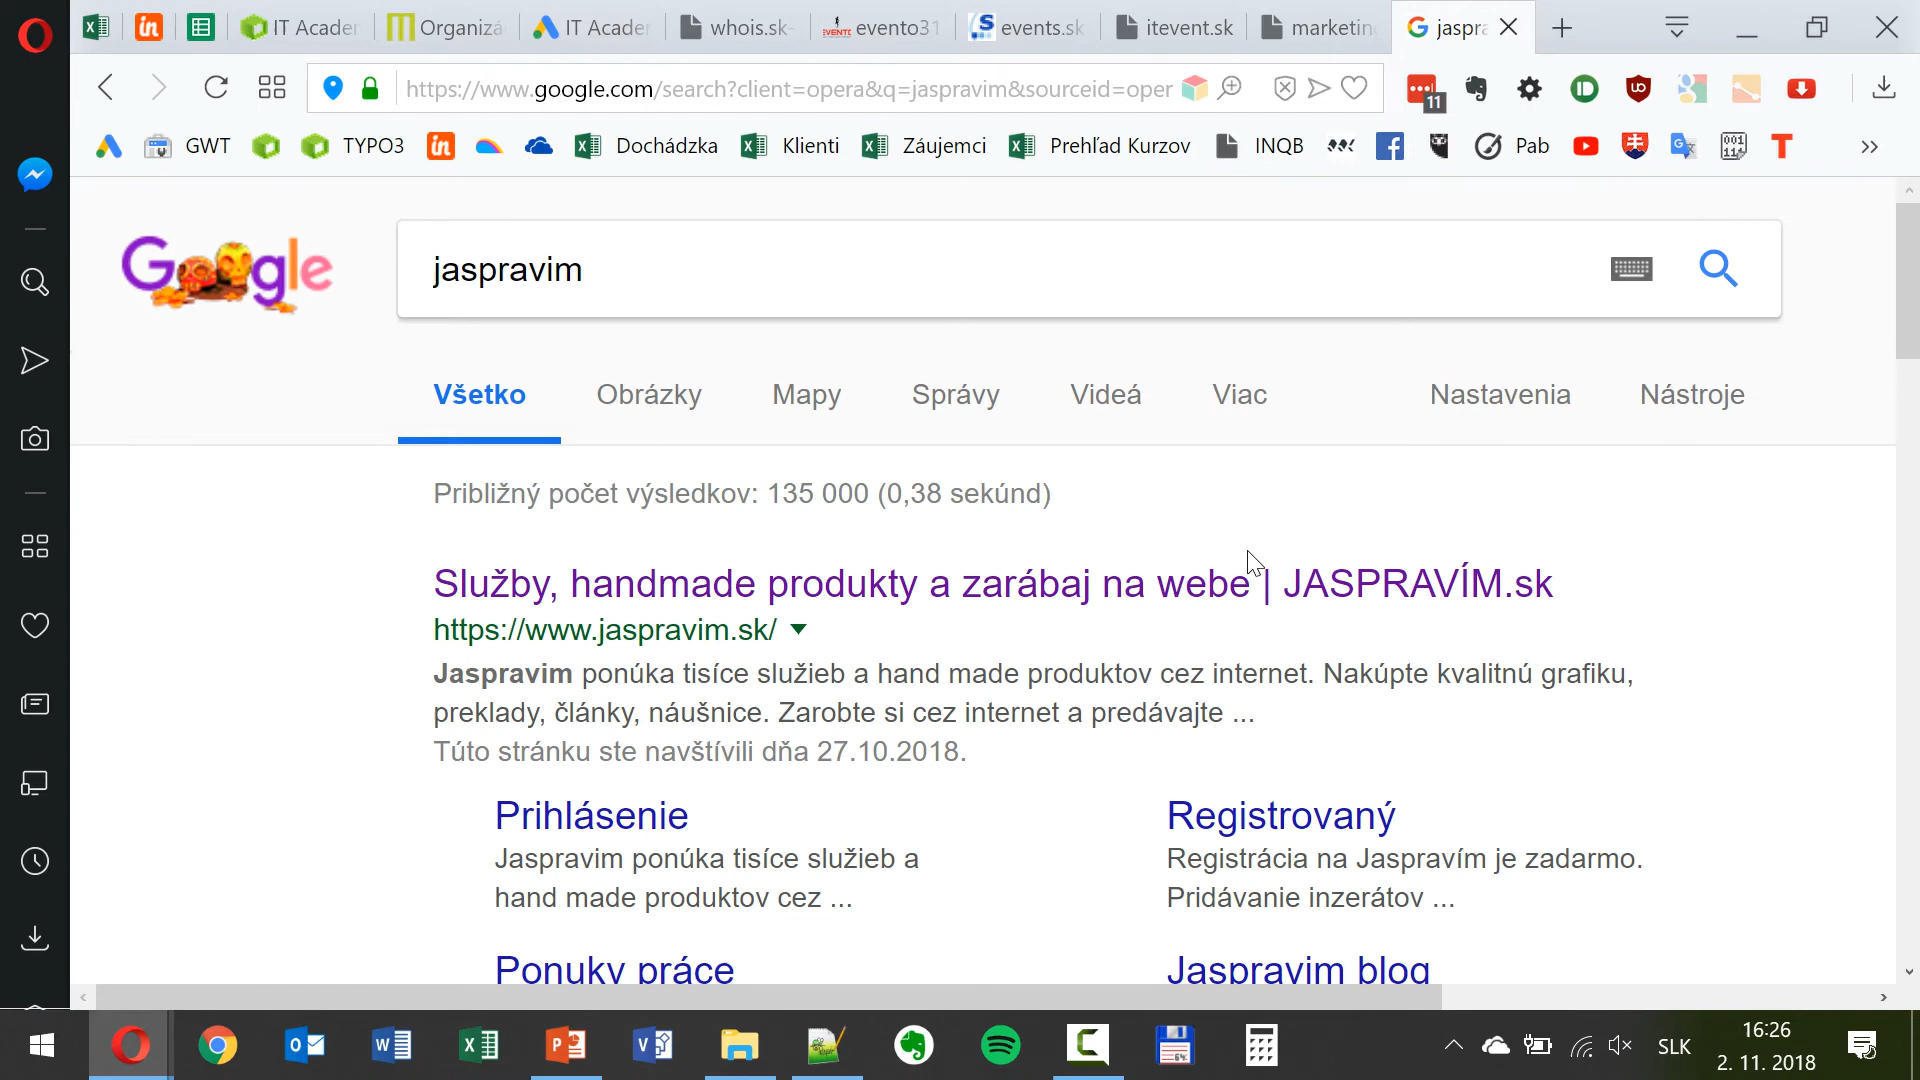 IT Acade
Organiza
IT Acade
whois.sk-
evento31
events.sk
itevent.sk
marketin
jaspra
https://www.google.com/search?client=opera&q=jaspravim&sourceid=oper
11
GWT
TYPO3
Dochádzka
Klienti
Záujemci
Prehľad Kurzov
INQB
Pab
Google
jaspravim
Všetko
Obrázky
Mapy
Správy
Videá
Viac
Nastavenia
Nástroje
Približný počet výsledkov: 135 000 (0,38 sekúnd)
Služby, handmade produkty a zarábaj na webe | JASPRAVÍM.sk
https://www.jaspravim.sk/
Jaspravim ponúka tisíce služieb a hand made produktov cez internet. Nakúpte kvalitnú grafiku,
preklady, články, náušnice. Zarobte si cez internet a predávajte ...
Túto stránku ste navštívili dňa 27.10.2018.
Prihlásenie
Jaspravim ponúka tisíce služieb a
hand made produktov cez ...
Registrovaný
Registrácia na Jaspravím je zadarmo.
Pridávanie inzerátov ...
Ponuky práce
Jaspravim blog
SLK
16:26
2. 11. 2018